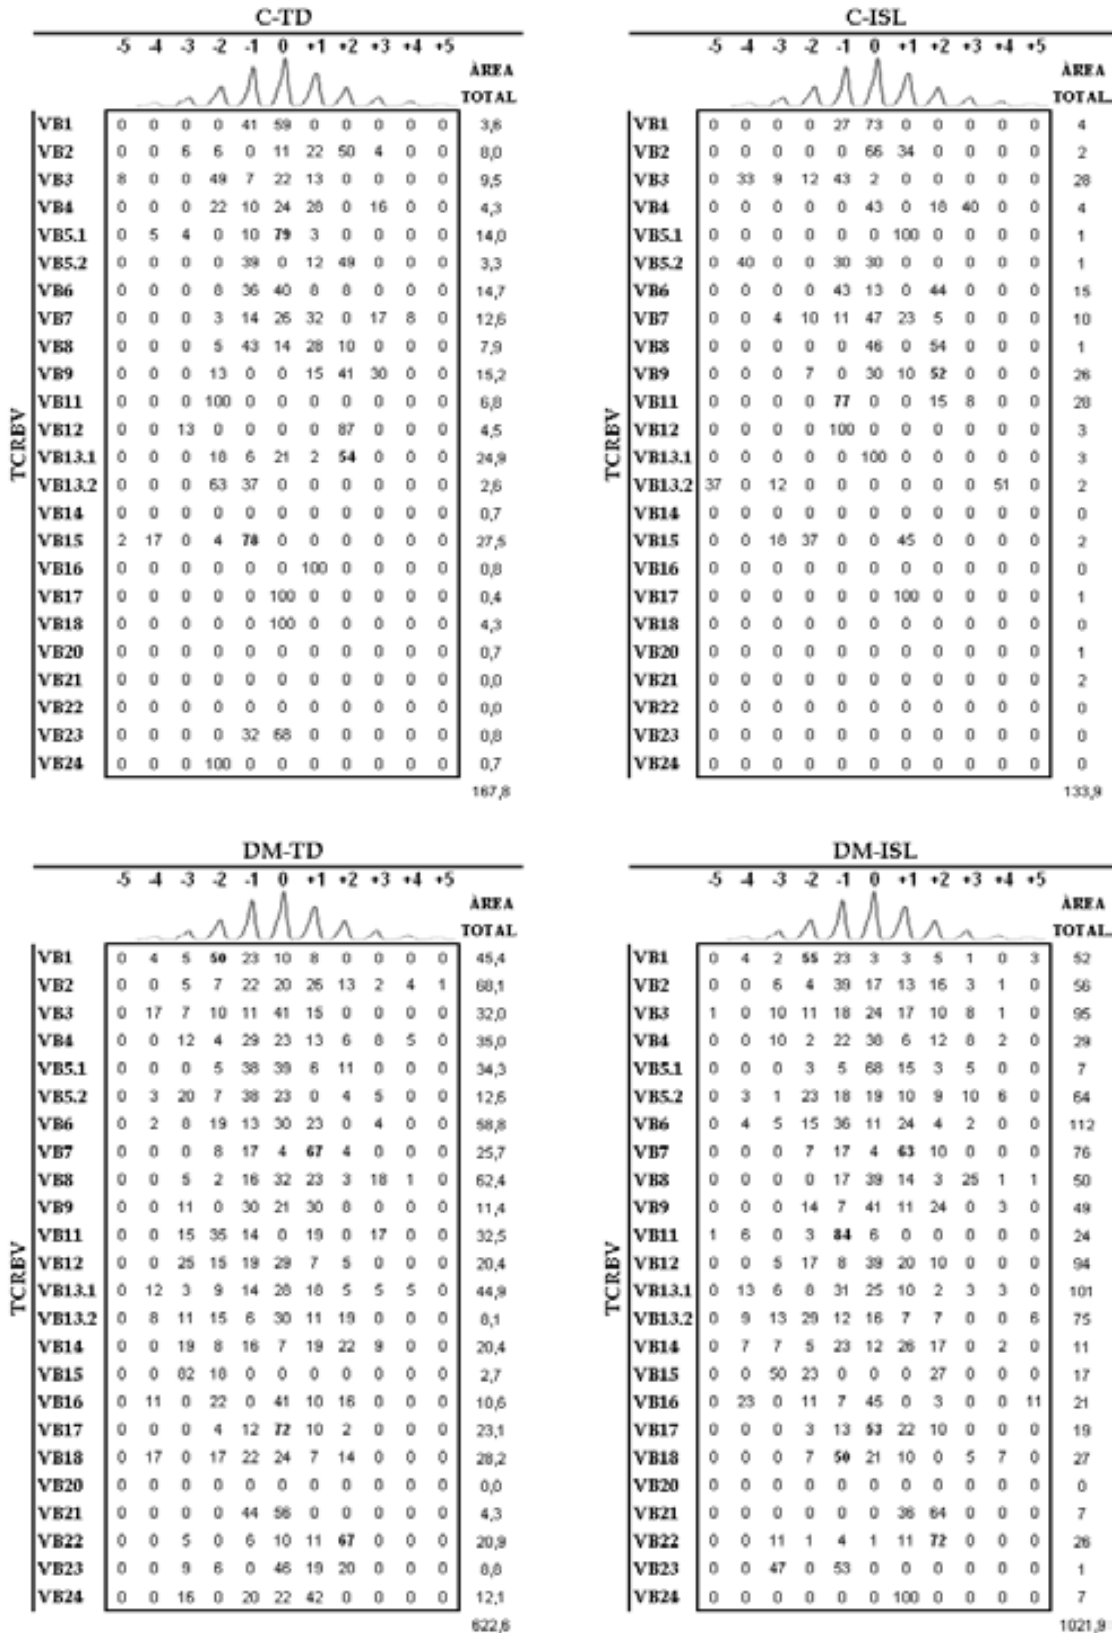 C-TD
-5 -4 -3 -2 -1 0 +1 +2 +3 +4 +5
ÀREA
TOTAL
TCRBV
VB1 0 0 0 0 41 59 0 0 0 0 0 3,6
VB2 0 0 6 6 0 11 22 50 4 0 0 8,0
VB3 8 0 0 49 7 22 13 0 0 0 0 9,5
VB4 0 0 0 22 10 24 28 0 16 0 0 4,3
VB5.1 0 5 4 0 10 79 3 0 0 0 0 14,0
VB5.2 0 0 0 0 39 0 12 49 0 0 0 3,3
VB6 0 0 0 8 36 40 8 8 0 0 0 14,7
VB7 0 0 0 3 14 26 32 0 17 8 0 12,6
VB8 0 0 0 5 43 14 28 10 0 0 0 7,9
VB9 0 0 0 13 0 0 15 41 30 0 0 15,2
VB11 0 0 0 100 0 0 0 0 0 0 0 6,8
VB12 0 0 13 0 0 0 0 87 0 0 0 4,5
VB13.1 0 0 0 18 6 21 2 54 0 0 0 24,9
VB13.2 0 0 0 63 37 0 0 0 0 0 0 2,6
VB14 0 0 0 0 0 0 0 0 0 0 0 0,7
VB15 2 17 0 4 78 0 0 0 0 0 0 27,5
VB16 0 0 0 0 0 0 100 0 0 0 0 0,8
VB17 0 0 0 0 0 100 0 0 0 0 0 0,4
VB18 0 0 0 0 0 100 0 0 0 0 0 4,3
VB20 0 0 0 0 0 0 0 0 0 0 0 0,7
VB21 0 0 0 0 0 0 0 0 0 0 0 0,0
VB22 0 0 0 0 0 0 0 0 0 0 0 0,0
VB23 0 0 0 0 32 68 0 0 0 0 0 0,8
VB24 0 0 0 100 0 0 0 0 0 0 0 0,7
167,8
C-ISL
-5 -4 -3 -2 -1 0 +1 +2 +3 +4 +5
ÀREA
TOTAL
TCRBV
VB1 0 0 0 0 27 73 0 0 0 0 0 4
VB2 0 0 0 0 0 66 34 0 0 0 0 2
VB3 0 33 9 12 43 2 0 0 0 0 0 28
VB4 0 0 0 0 0 43 0 18 40 0 0 4
VB5.1 0 0 0 0 0 0 100 0 0 0 0 1
VB5.2 0 40 0 0 30 30 0 0 0 0 0 1
VB6 0 0 0 0 43 13 0 44 0 0 0 15
VB7 0 0 4 10 11 47 23 5 0 0 0 10
VB8 0 0 0 0 0 46 0 54 0 0 0 1
VB9 0 0 0 7 0 30 10 52 0 0 0 26
VB11 0 0 0 0 77 0 0 15 8 0 0 28
VB12 0 0 0 0 100 0 0 0 0 0 0 3
VB13.1 0 0 0 0 0 100 0 0 0 0 0 3
VB13.2 37 0 12 0 0 0 0 0 0 51 0 2
VB14 0 0 0 0 0 0 0 0 0 0 0 0
VB15 0 0 18 37 0 0 45 0 0 0 0 2
VB16 0 0 0 0 0 0 0 0 0 0 0 0
VB17 0 0 0 0 0 0 100 0 0 0 0 1
VB18 0 0 0 0 0 0 0 0 0 0 0 0
VB20 0 0 0 0 0 0 0 0 0 0 0 1
VB21 0 0 0 0 0 0 0 0 0 0 0 2
VB22 0 0 0 0 0 0 0 0 0 0 0 0
VB23 0 0 0 0 0 0 0 0 0 0 0 0
VB24 0 0 0 0 0 0 0 0 0 0 0 0
133,9
DM-TD
-5 -4 -3 -2 -1 0 +1 +2 +3 +4 +5
ÀREA
TOTAL
TCRBV
VB1 0 4 5 50 23 10 8 0 0 0 0 45,4
VB2 0 0 5 7 22 20 26 13 2 4 1 68,1
VB3 0 17 7 10 11 41 15 0 0 0 0 32,0
VB4 0 0 12 4 29 23 13 6 8 5 0 35,0
VB5.1 0 0 0 5 38 39 6 11 0 0 0 34,3
VB5.2 0 3 20 7 38 23 0 4 5 0 0 12,6
VB6 0 2 8 19 13 30 23 0 4 0 0 58,8
VB7 0 0 0 8 17 4 67 4 0 0 0 25,7
VB8 0 0 5 2 16 32 23 3 18 1 0 62,4
VB9 0 0 11 0 30 21 30 8 0 0 0 11,4
VB11 0 0 15 35 14 0 19 0 17 0 0 32,5
VB12 0 0 25 15 19 29 7 5 0 0 0 20,4
VB13.1 0 12 3 9 14 28 18 5 5 5 0 44,9
VB13.2 0 8 11 15 6 30 11 19 0 0 0 8,1
VB14 0 0 19 8 16 7 19 22 9 0 0 20,4
VB15 0 0 82 18 0 0 0 0 0 0 0 2,7
VB16 0 11 0 22 0 41 10 16 0 0 0 10,6
VB17 0 0 0 4 12 72 10 2 0 0 0 23,1
VB18 0 17 0 17 22 24 7 14 0 0 0 28,2
VB20 0 0 0 0 0 0 0 0 0 0 0 0,0
VB21 0 0 0 0 44 56 0 0 0 0 0 4,3
VB22 0 0 5 0 6 10 11 67 0 0 0 20,9
VB23 0 0 9 6 0 46 19 20 0 0 0 8,8
VB24 0 0 16 0 20 22 42 0 0 0 0 12,1
622,6
DM-ISL
-5 -4 -3 -2 -1 0 +1 +2 +3 +4 +5
ÀREA
TOTAL
TCRBV
VB1 0 4 2 55 23 3 3 5 1 0 3 52
VB2 0 0 6 4 39 17 13 16 3 1 0 56
VB3 1 0 10 11 18 24 17 10 8 1 0 95
VB4 0 0 10 2 22 38 6 12 8 2 0 29
VB5.1 0 0 0 3 5 68 15 3 5 0 0 7
VB5.2 0 3 1 23 18 19 10 9 10 6 0 64
VB6 0 4 5 15 36 11 24 4 2 0 0 112
VB7 0 0 0 7 17 4 63 10 0 0 0 76
VB8 0 0 0 0 17 39 14 3 25 1 1 50
VB9 0 0 0 14 7 41 11 24 0 3 0 49
VB11 1 6 0 3 84 6 0 0 0 0 0 24
VB12 0 0 5 17 8 39 20 10 0 0 0 94
VB13.1 0 13 6 8 31 25 10 2 3 3 0 101
VB13.2 0 9 13 29 12 16 7 7 0 0 6 75
VB14 0 7 7 5 23 12 26 17 0 2 0 11
VB15 0 0 50 23 0 0 0 27 0 0 0 17
VB16 0 23 0 11 7 45 0 3 0 0 11 21
VB17 0 0 0 3 13 53 22 10 0 0 0 19
VB18 0 0 0 7 50 21 10 0 5 7 0 27
VB20 0 0 0 0 0 0 0 0 0 0 0 0
VB21 0 0 0 0 0 0 36 64 0 0 0 7
VB22 0 0 11 1 4 1 11 72 0 0 0 26
VB23 0 0 47 0 53 0 0 0 0 0 0 1
VB24 0 0 0 0 0 0 100 0 0 0 0 7
1021,9